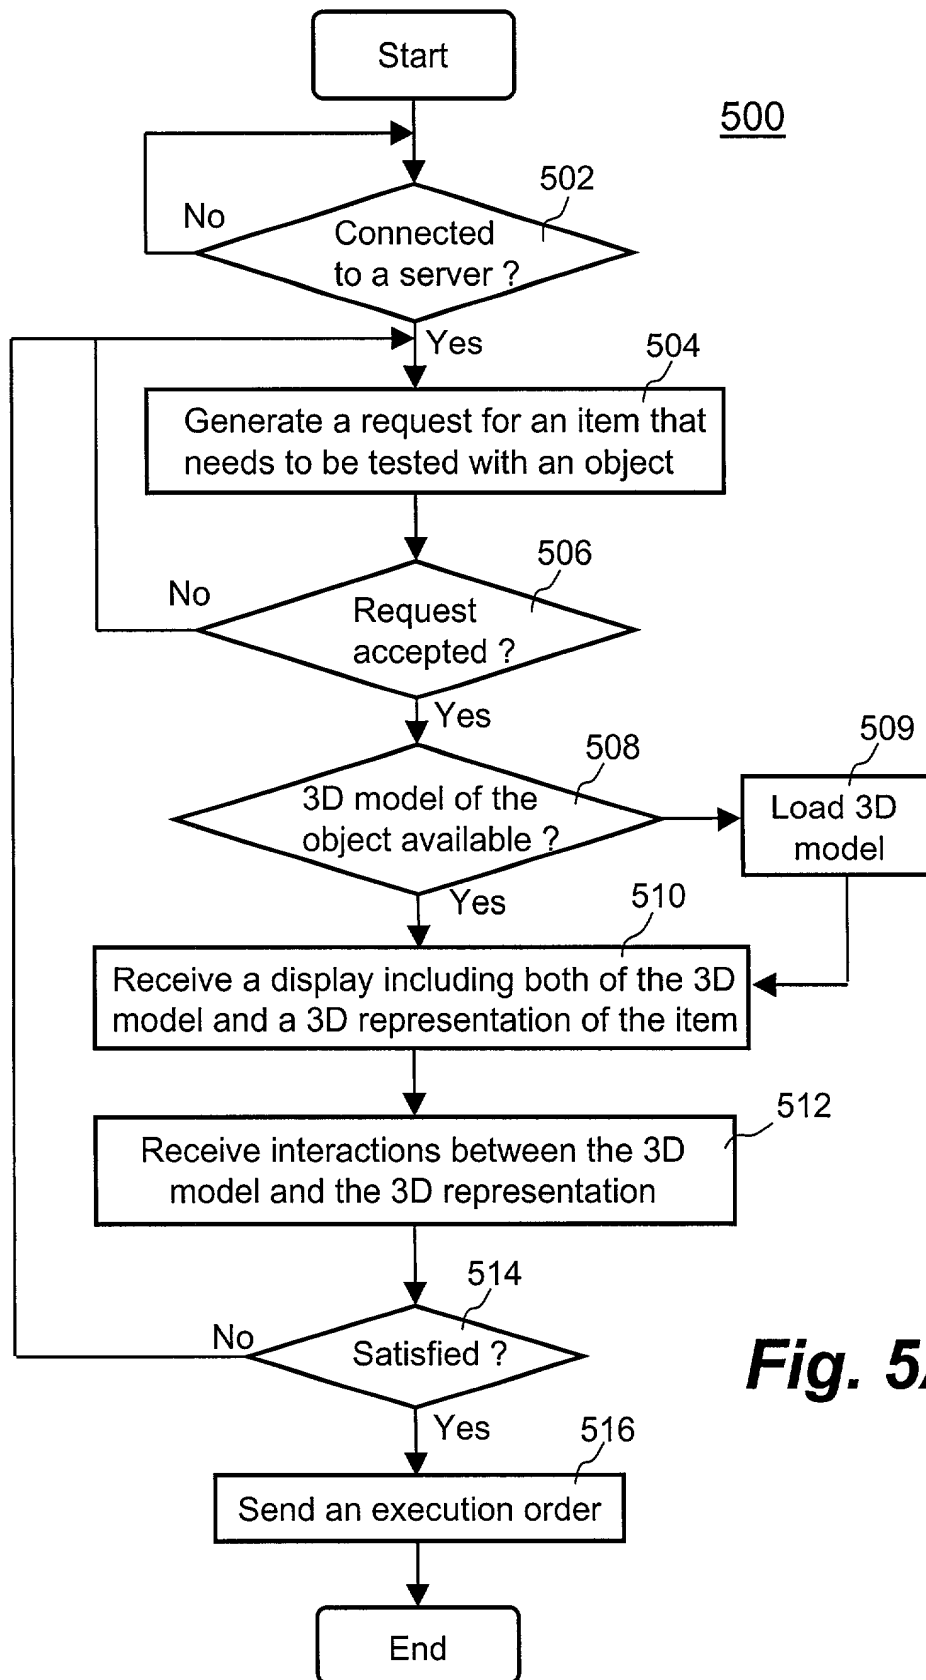 Start
500
502
No
Connected
to a server ?
Yes
504
Generate a request for an item that
needs to be tested with an object
506
No
Request
accepted ?
Yes
508
509
3D model of the
object available ?
Load 3D
model
Yes
510
Receive a display including both of the 3D
model and a 3D representation of the item
512
Receive interactions between the 3D
model and the 3D representation
514
No
Satisfied ?
Fig. 5A
Yes
516
Send an execution order
End